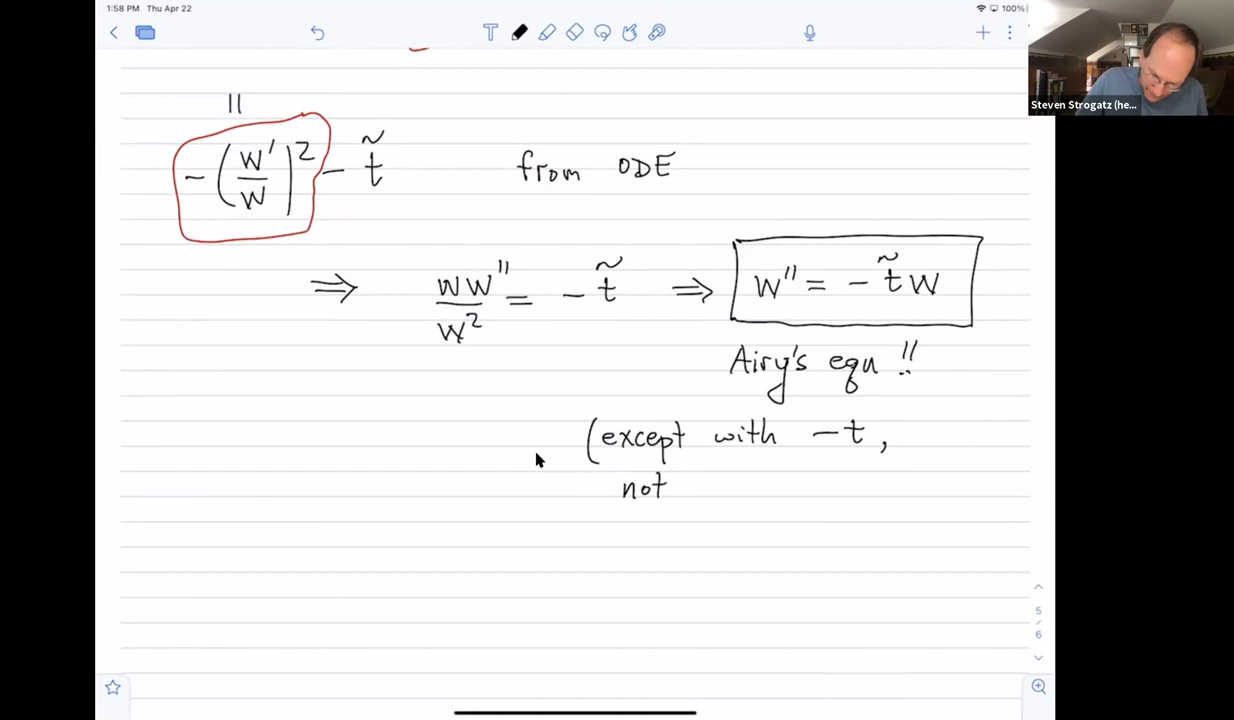 1:58 PM Thu Apr 22
100%
Steven Strogatz (he...
||
-(w'/w)² - t̃ from ODE
⇒ ww''/w² = - t̃ ⇒ w'' = - t̃ w
Airy's equ !!
(except with -t,
not
5
/
6